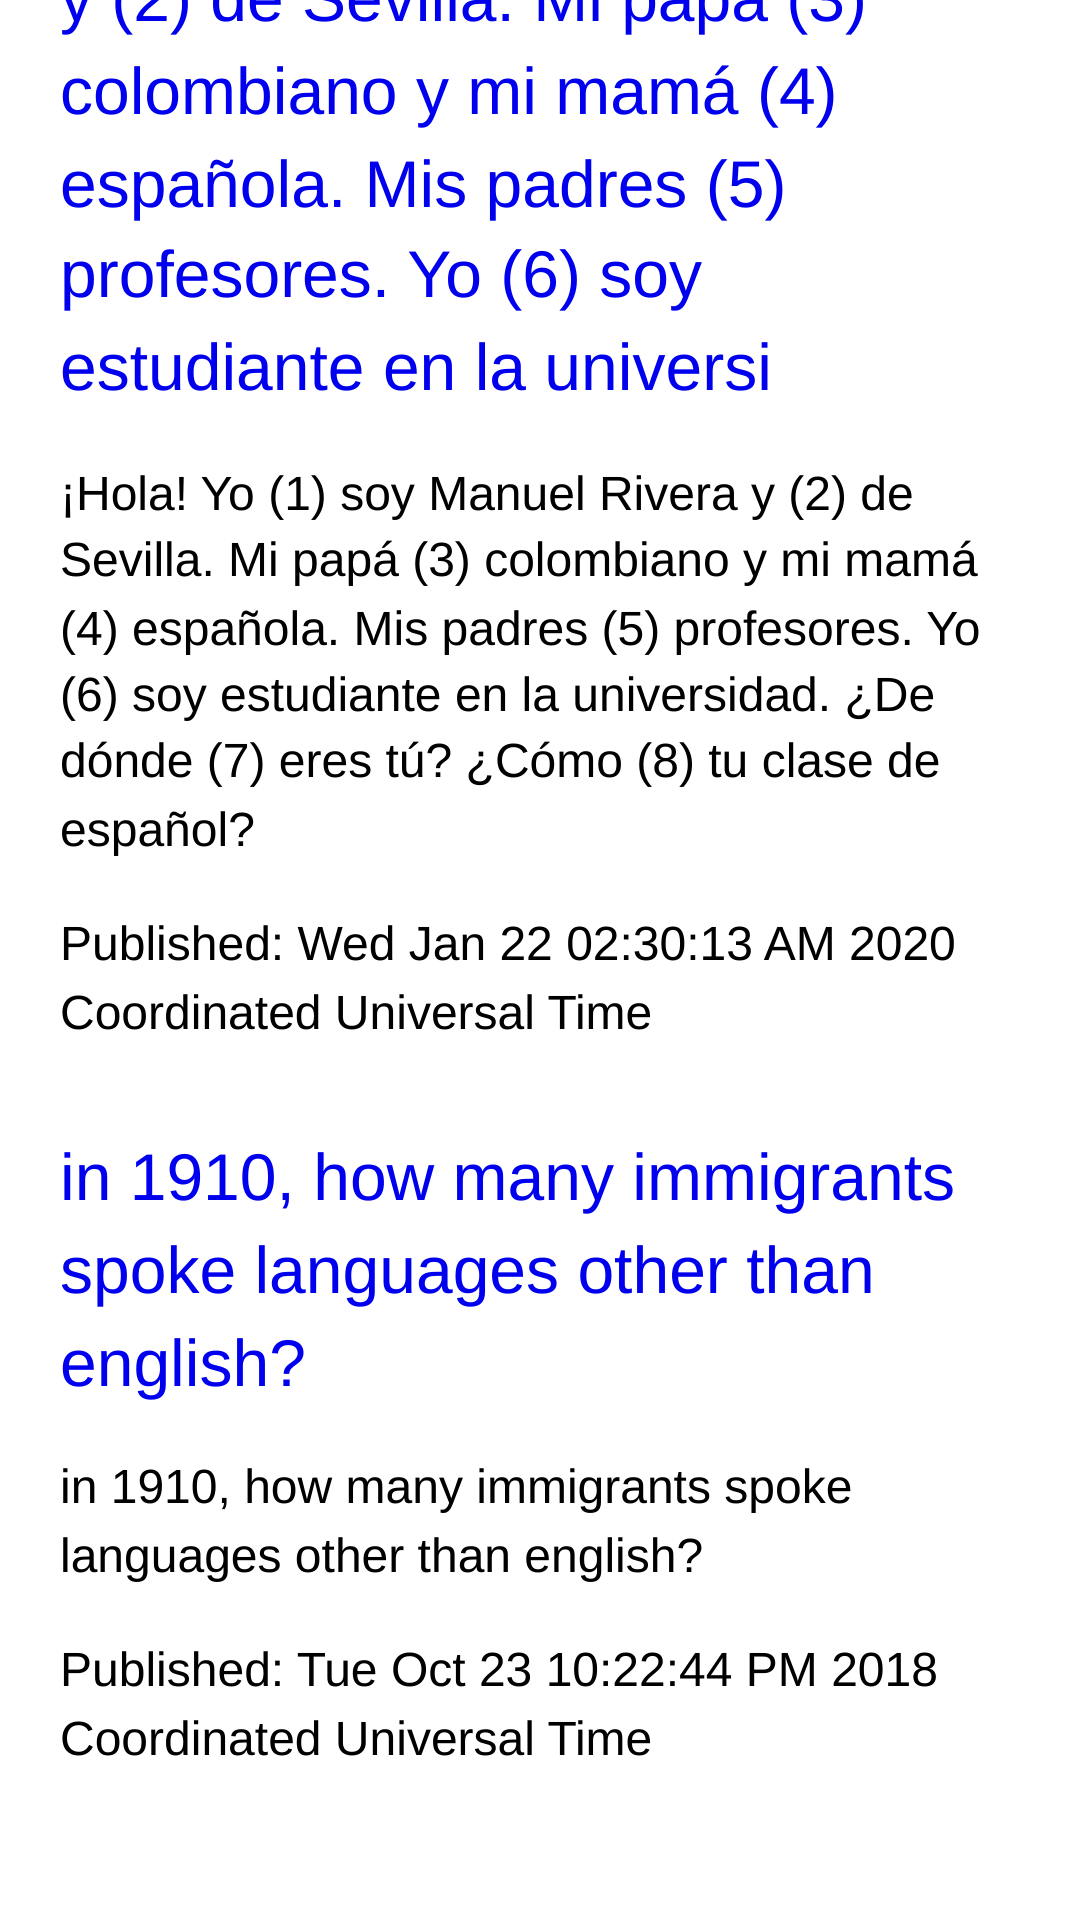 y (2) de Sevilla. Mi papá (3)
colombiano y mi mamá (4)
española. Mis padres (5)
profesores. Yo (6) soy
estudiante en la universi
¡Hola! Yo (1) soy Manuel Rivera y (2) de
Sevilla. Mi papá (3) colombiano y mi mamá
(4) española. Mis padres (5) profesores. Yo
(6) soy estudiante en la universidad. ¿De
dónde (7) eres tú? ¿Cómo (8) tu clase de
español?
Published: Wed Jan 22 02:30:13 AM 2020
Coordinated Universal Time
in 1910, how many immigrants
spoke languages other than
english?
in 1910, how many immigrants spoke
languages other than english?
Published: Tue Oct 23 10:22:44 PM 2018
Coordinated Universal Time